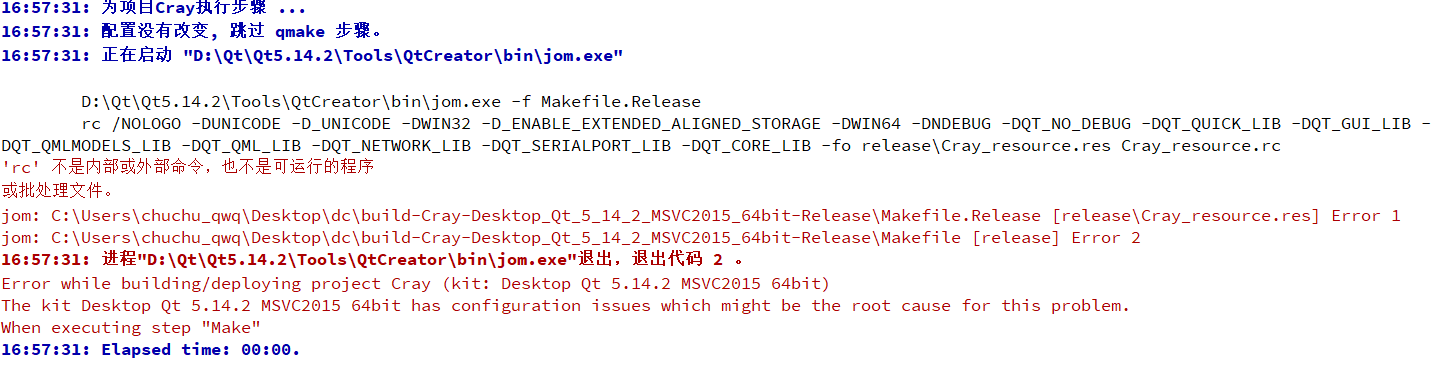 16:57:31: 为项目Cray执行步骤 ...
16:57:31: 配置没有改变, 跳过 qmake 步骤。
16:57:31: 正在启动 "D:\Qt\Qt5.14.2\Tools\QtCreator\bin\jom.exe"
D:\Qt\Qt5.14.2\Tools\QtCreator\bin\jom.exe -f Makefile.Release
rc /NOLOGO -DUNICODE -D_UNICODE -DWIN32 -D_ENABLE_EXTENDED_ALIGNED_STORAGE -DWIN64 -DNDEBUG -DQT_NO_DEBUG -DQT_QUICK_LIB -DQT_GUI_LIB -
DQT_QMLMODELS_LIB -DQT_QML_LIB -DQT_NETWORK_LIB -DQT_SERIALPORT_LIB -DQT_CORE_LIB -fo release\Cray_resource.res Cray_resource.rc
'rc' 不是内部或外部命令，也不是可运行的程序
或批处理文件。
jom: C:\Users\chuchu_qwq\Desktop\dc\build-Cray-Desktop_Qt_5_14_2_MSVC2015_64bit-Release\Makefile.Release [release\Cray_resource.res] Error 1
jom: C:\Users\chuchu_qwq\Desktop\dc\build-Cray-Desktop_Qt_5_14_2_MSVC2015_64bit-Release\Makefile [release] Error 2
16:57:31: 进程"D:\Qt\Qt5.14.2\Tools\QtCreator\bin\jom.exe"退出，退出代码 2 。
Error while building/deploying project Cray (kit: Desktop Qt 5.14.2 MSVC2015 64bit)
The kit Desktop Qt 5.14.2 MSVC2015 64bit has configuration issues which might be the root cause for this problem.
When executing step "Make"
16:57:31: Elapsed time: 00:00.